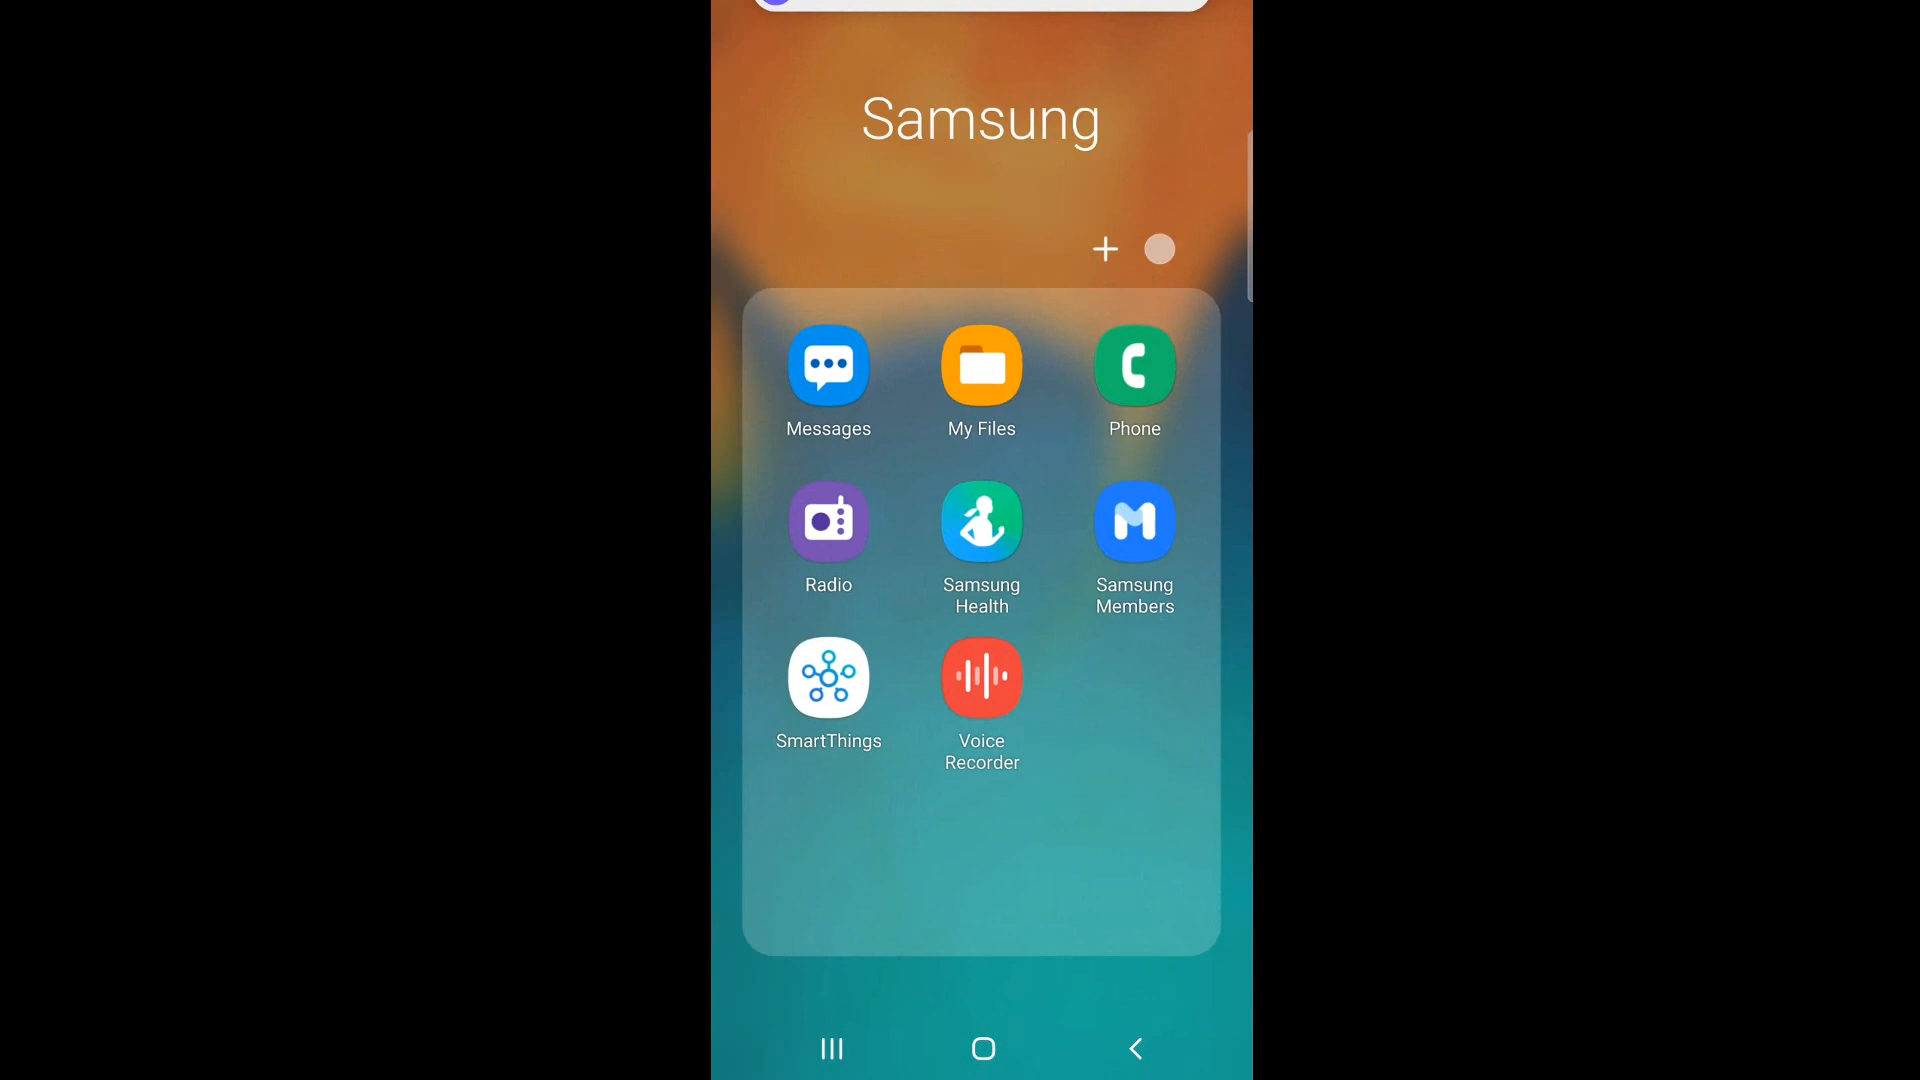 Samsung
Messages
My Files
Phone
Radio
Samsung
Health
Samsung
Members
SmartThings
Voice
Recorder